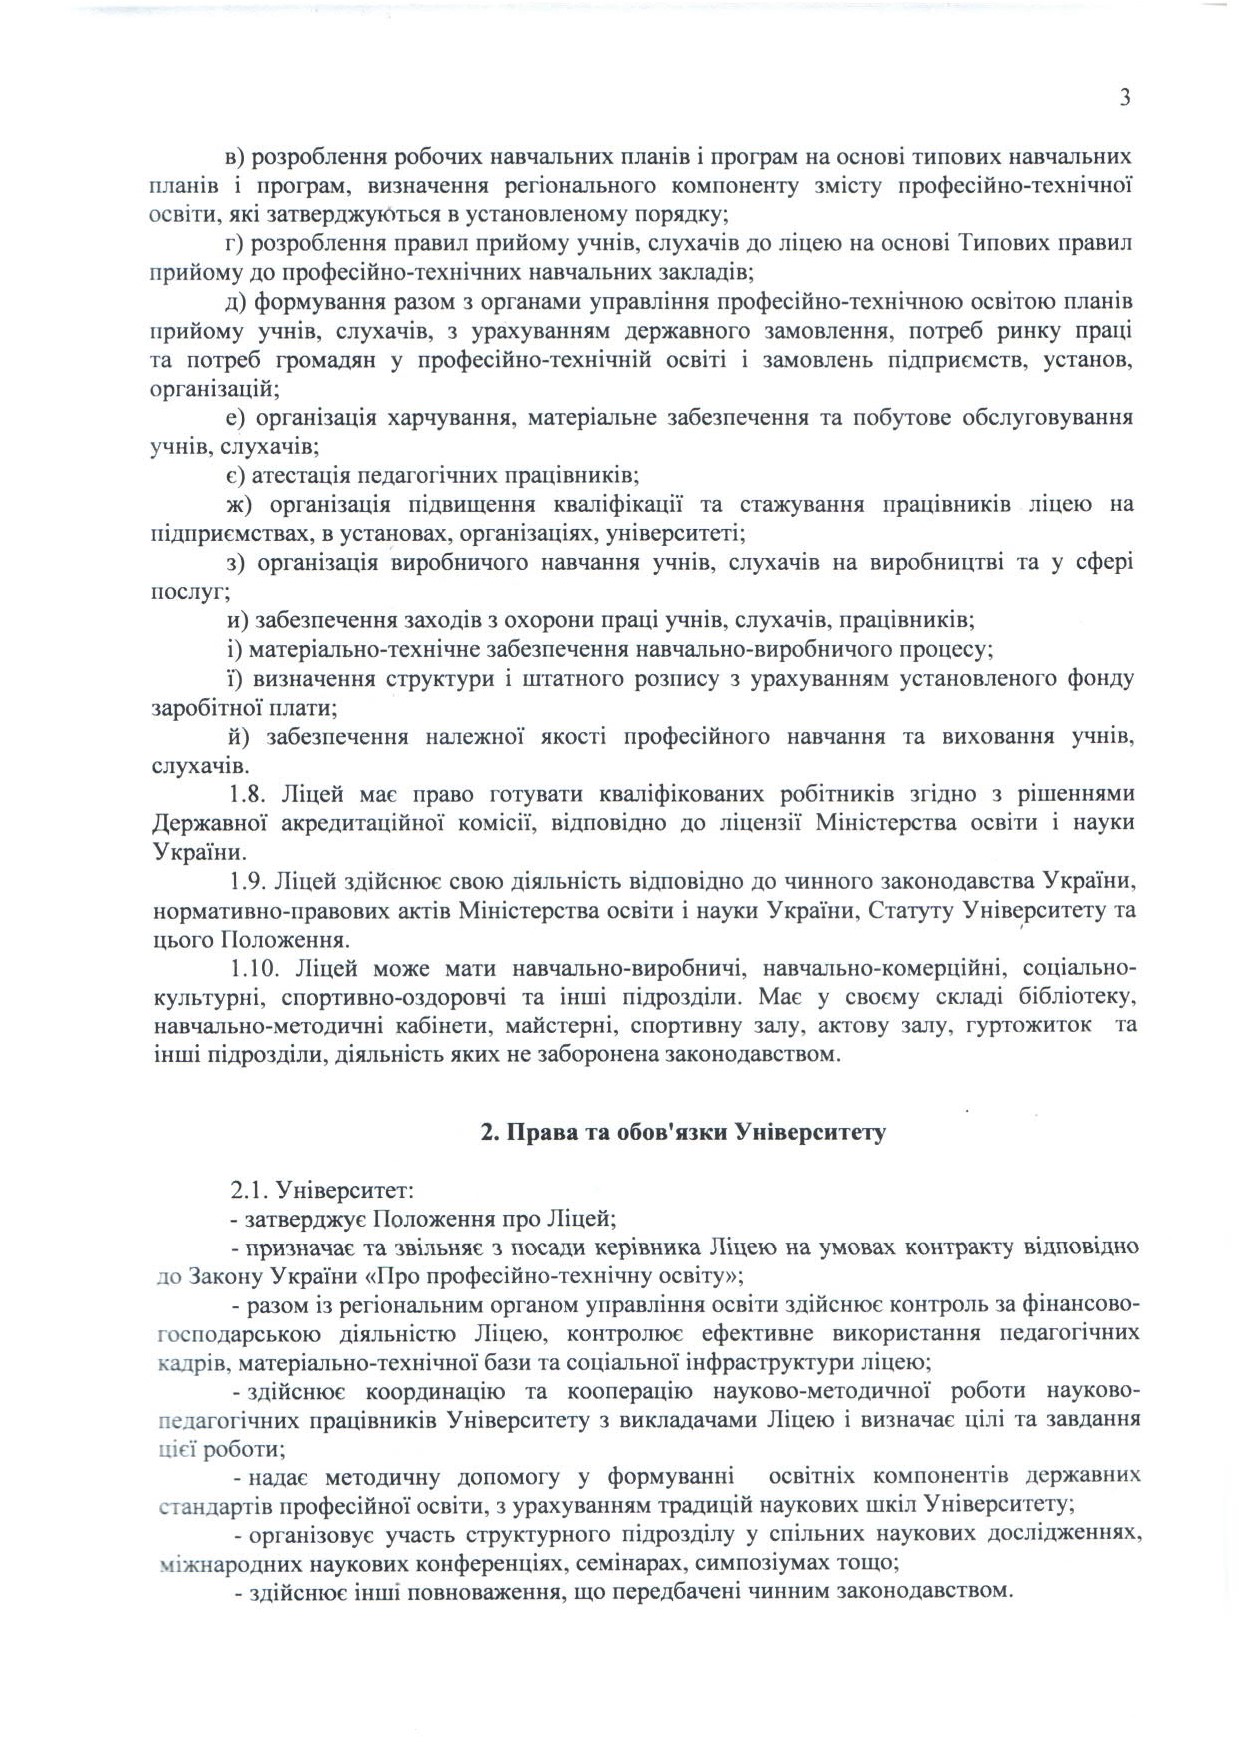 3
в) розроблення робочих навчальних планів і програм на основі типових навчальних
планів і програм, визначення регіонального компоненту змісту професійно-технічної
освіти, які затверджуються в установленому порядку;
г) розроблення правил прийому учнів, слухачів до ліцею на основі Типових правил
прийому до професійно-технічних навчальних закладів;
д) формування разом з органами управління професійно-технічною освітою планів
прийому учнів, слухачів, з урахуванням державного замовлення, потреб ринку праці
та потреб громадян у професійно-технічній освіті і замовлень підприємств, установ,
організацій;
е) організація харчування, матеріальне забезпечення та побутове обслуговування
учнів, слухачів;
є) атестація педагогічних працівників;
ж) організація підвищення кваліфікації та стажування працівників ліцею на
підприємствах, в установах, організаціях, університеті;
з) організація виробничого навчання учнів, слухачів на виробництві та у сфері
послуг;
и) забезпечення заходів з охорони праці учнів, слухачів, працівників;
і) матеріально-технічне забезпечення навчально-виробничого процесу;
ї) визначення структури і штатного розпису з урахуванням установленого фонду
заробітної плати;
й) забезпечення належної якості професійного навчання та виховання учнів,
слухачів.
1.8. Ліцей має право готувати кваліфікованих робітників згідно з рішеннями
Державної акредитаційної комісії, відповідно до ліцензії Міністерства освіти і науки
України.
1.9. Ліцей здійснює свою діяльність відповідно до чинного законодавства України,
нормативно-правових актів Міністерства освіти і науки України, Статуту Університету та
цього Положення.
1.10. Ліцей може мати навчально-виробничі, навчально-комерційні, соціально-
культурні, спортивно-оздоровчі та інші підрозділи. Має у своєму складі бібліотеку,
навчально-методичні кабінети, майстерні, спортивну залу, актову залу, гуртожиток та
інші підрозділи, діяльність яких не заборонена законодавством.
2. Права та обов'язки Університету
2.1. Університет:
- затверджує Положення про Ліцей;
- призначає та звільняє з посади керівника Ліцею на умовах контракту відповідно
до Закону України «Про професійно-технічну освіту»;
- разом із регіональним органом управління освіти здійснює контроль за фінансово-
господарською діяльністю Ліцею, контролює ефективне використання педагогічних
кадрів, матеріально-технічної бази та соціальної інфраструктури ліцею;
- здійснює координацію та кооперацію науково-методичної роботи науково-
педагогічних працівників Університету з викладачами Ліцею і визначає цілі та завдання
цієї роботи;
- надає методичну допомогу у формуванні освітніх компонентів державних
стандартів професійної освіти, з урахуванням традицій наукових шкіл Університету;
- організовує участь структурного підрозділу у спільних наукових дослідженнях,
міжнародних наукових конференціях, семінарах, симпозіумах тощо;
- здійснює інші повноваження, що передбачені чинним законодавством.